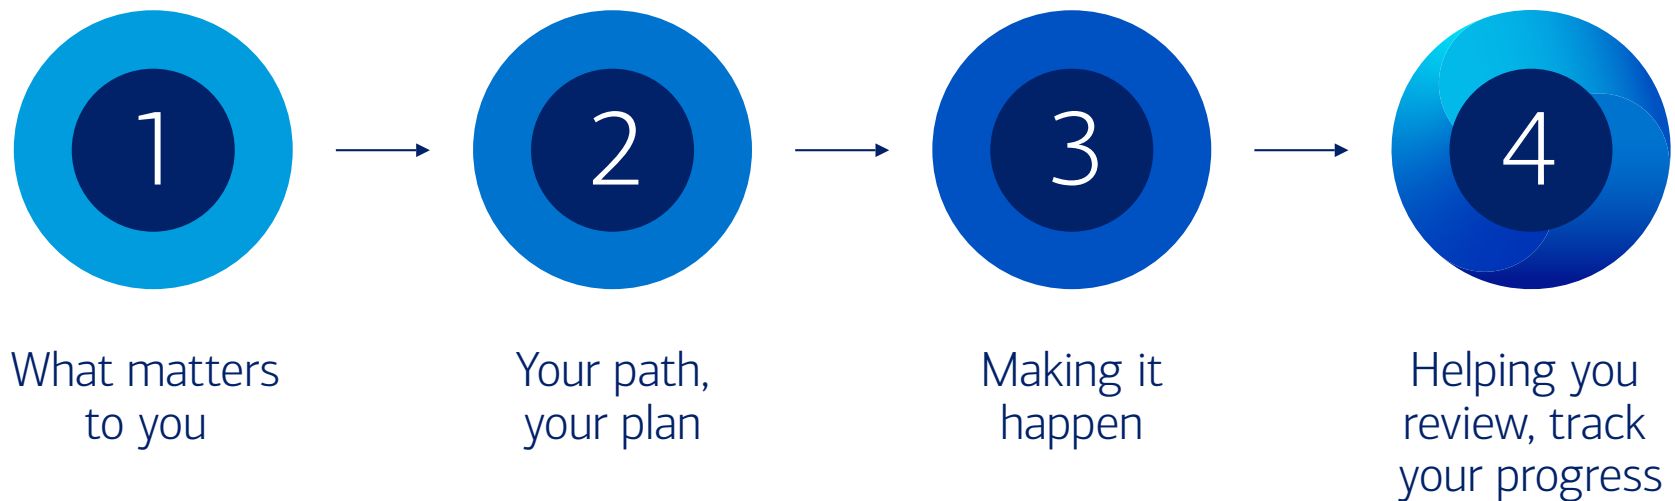 1
2
3
4
What matters
to you
Your path,
your plan
Making it
happen
Helping you
review, track
your progress